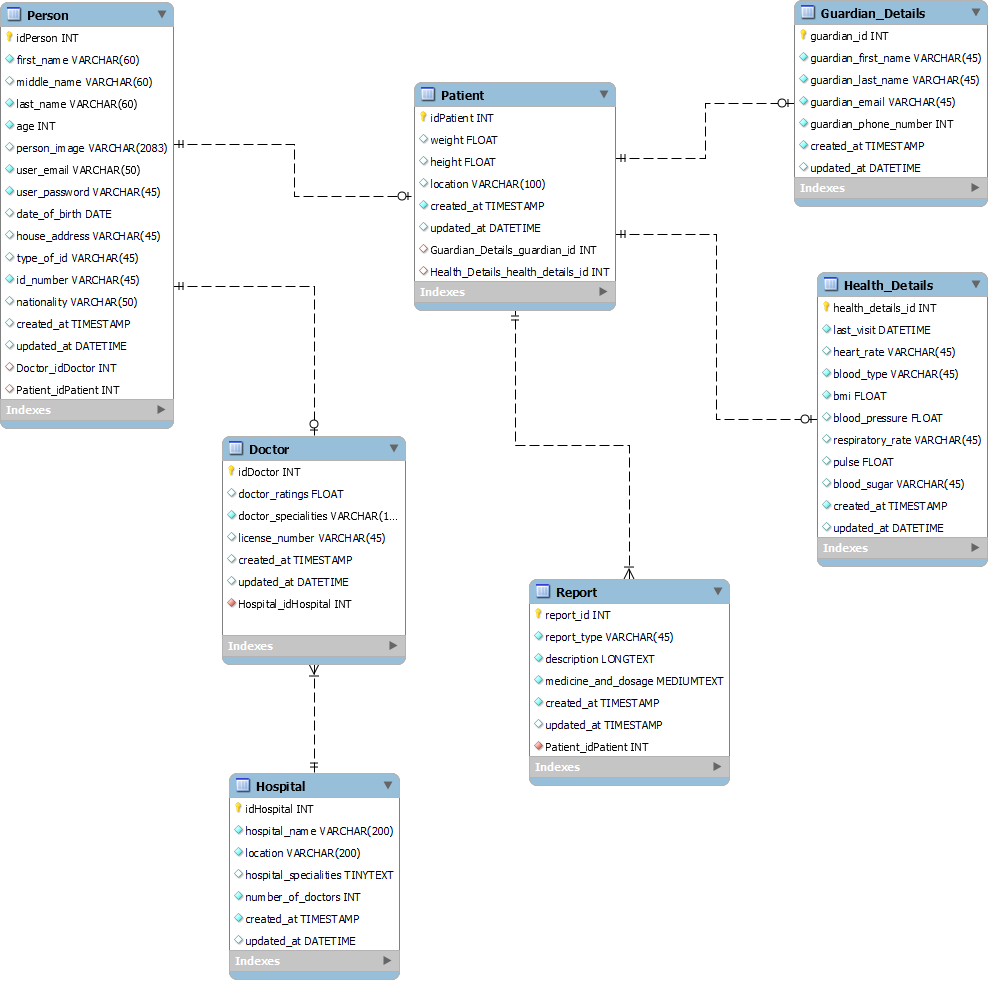 Person
idPerson INT
first_name VARCHAR(60)
middle_name VARCHAR(60)
last_name VARCHAR(60)
age INT
person_image VARCHAR(2083)
user_email VARCHAR(50)
user_password VARCHAR(45)
date_of_birth DATE
house_address VARCHAR(45)
type_of_id VARCHAR(45)
id_number VARCHAR(45)
nationality VARCHAR(50)
created_at TIMESTAMP
updated_at DATETIME
Doctor_idDoctor INT
Patient_idPatient INT
Indexes
Patient
idPatient INT
weight FLOAT
height FLOAT
location VARCHAR(100)
created_at TIMESTAMP
updated_at DATETIME
Guardian_Details_guardian_id INT
Health_Details_health_details_id INT
Indexes
Guardian_Details
guardian_id INT
guardian_first_name VARCHAR(45)
guardian_last_name VARCHAR(45)
guardian_email VARCHAR(45)
guardian_phone_number INT
created_at TIMESTAMP
updated_at DATETIME
Indexes
Health_Details
health_details_id INT
last_visit DATETIME
heart_rate VARCHAR(45)
blood_type VARCHAR(45)
bmi FLOAT
blood_pressure FLOAT
respiratory_rate VARCHAR(45)
pulse FLOAT
blood_sugar VARCHAR(45)
created_at TIMESTAMP
updated_at DATETIME
Indexes
Doctor
idDoctor INT
doctor_ratings FLOAT
doctor_specialities VARCHAR(1...
license_number VARCHAR(45)
created_at TIMESTAMP
updated_at DATETIME
Hospital_idHospital INT
Indexes
Report
report_id INT
report_type VARCHAR(45)
description LONGTEXT
medicine_and_dosage MEDIUMTEXT
created_at TIMESTAMP
updated_at TIMESTAMP
Patient_idPatient INT
Indexes
Hospital
idHospital INT
hospital_name VARCHAR(200)
location VARCHAR(200)
hospital_specialities TINYTEXT
number_of_doctors INT
created_at TIMESTAMP
updated_at DATETIME
Indexes